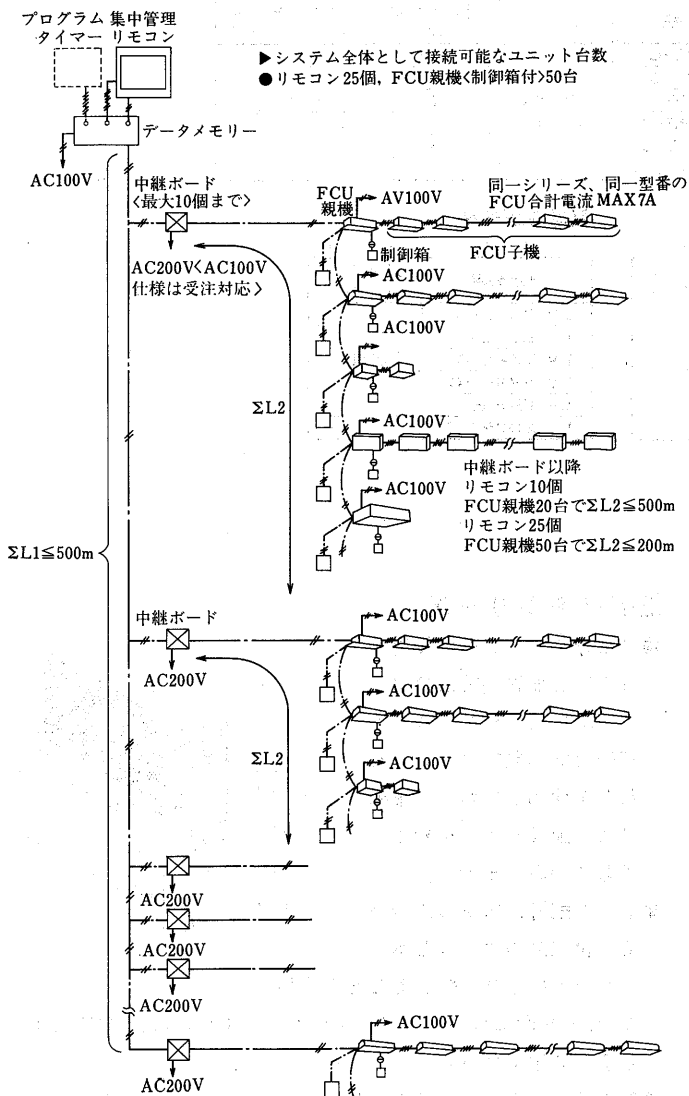 プログラム 集中管理
タイマー リモコン
▶システム全体として接続可能なユニット台数
●リモコン25個，FCU親機<制御箱付>50台
データメモリー
AC100V
中継ボード
<最大10個まで>
FCU
親機
AV100V
同一シリーズ、同一型番の
FCU合計電流MAX7A
制御箱
FCU子機
AC200V<AC100V
仕様は受注対応>
AC100V
AC100V
ΣL2
AC100V
中継ボード以降
リモコン10個
FCU親機20台でΣL2≦500m
リモコン25個
FCU親機50台でΣL2≦200m
AC100V
ΣL1≦500m
中継ボード
AC100V
AC200V
AC100V
ΣL2
AC100V
AC200V
AC200V
AC200V
AC100V
AC200V